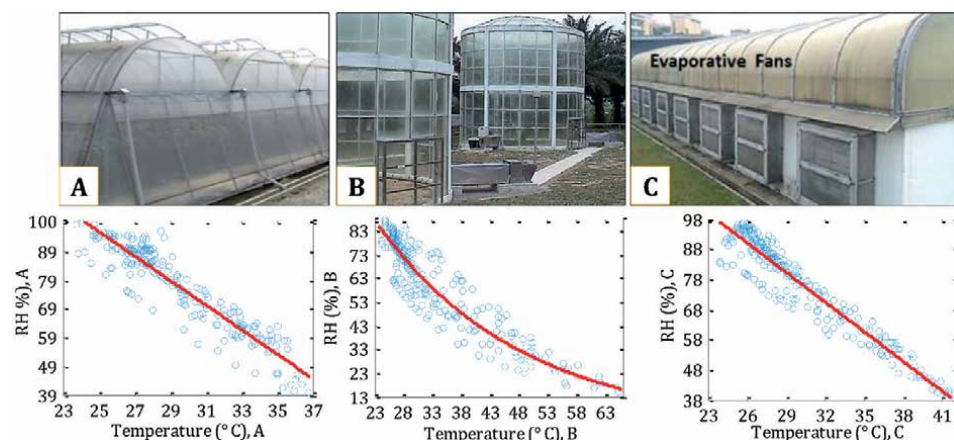 Evaporative Fans
A
B
C
RH %), A
100
89
79
69
59
49
39
23 25 27 29 31 33 35 37
Temperature (° C), A
RH (%), B
83
73
63
53
43
33
23
13
23 28 33 38 43 48 53 58 63
Temperature (° C), B
RH (%), C
98
88
78
68
58
48
38
23 26 29 32 35 38 41
Temperature (° C), C